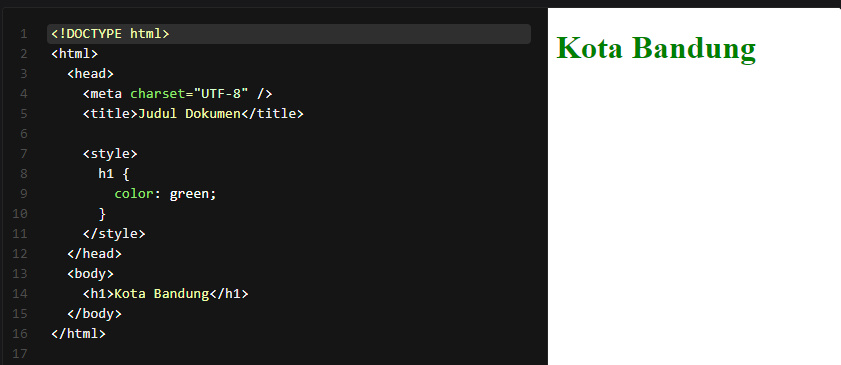 1 <!DOCTYPE html>
2 <html>
3   <head>
4     <meta charset="UTF-8" />
5     <title>Judul Dokumen</title>
6
7     <style>
8       h1 {
9         color: green;
10       }
11     </style>
12   </head>
13   <body>
14     <h1>Kota Bandung</h1>
15   </body>
16 </html>
17
Kota Bandung